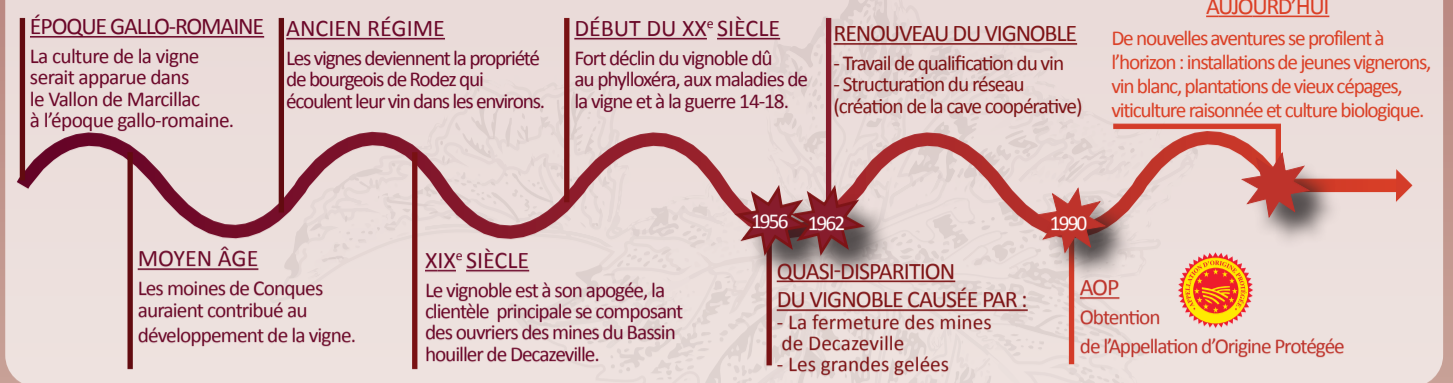 ÉPOQUE GALLO-ROMAINE
La culture de la vigne
serait apparue dans
le Vallon de Marcillac
à l'époque gallo-romaine.
MOYEN ÂGE
Les moines de Conques
auraient contribué au
développement de la vigne.
ANCIEN RÉGIME
Les vignes deviennent la propriété
de bourgeois de Rodez qui
écoulent leur vin dans les environs.
XIXe SIÈCLE
Le vignoble est à son apogée, la
clientèle principale se composant
des ouvriers des mines du Bassin
houiller de Decazeville.
DÉBUT DU XXe SIÈCLE
Fort déclin du vignoble dû
au phylloxéra, aux maladies de
la vigne et à la guerre 14-18.
1956
QUASI-DISPARITION
DU VIGNOBLE CAUSÉE PAR :
- La fermeture des mines
de Decazeville
- Les grandes gelées
1962
RENOUVEAU DU VIGNOBLE
- Travail de qualification du vin
- Structuration du réseau
(création de la cave coopérative)
1990
AOP
Obtention
de l'Appellation d'Origine Protégée
APPELLATION D'ORIGINE PROTÉGÉE
AUJOURD'HUI
De nouvelles aventures se profilent à
l'horizon : installations de jeunes vignerons,
vin blanc, plantations de vieux cépages,
viticulture raisonnée et culture biologique.